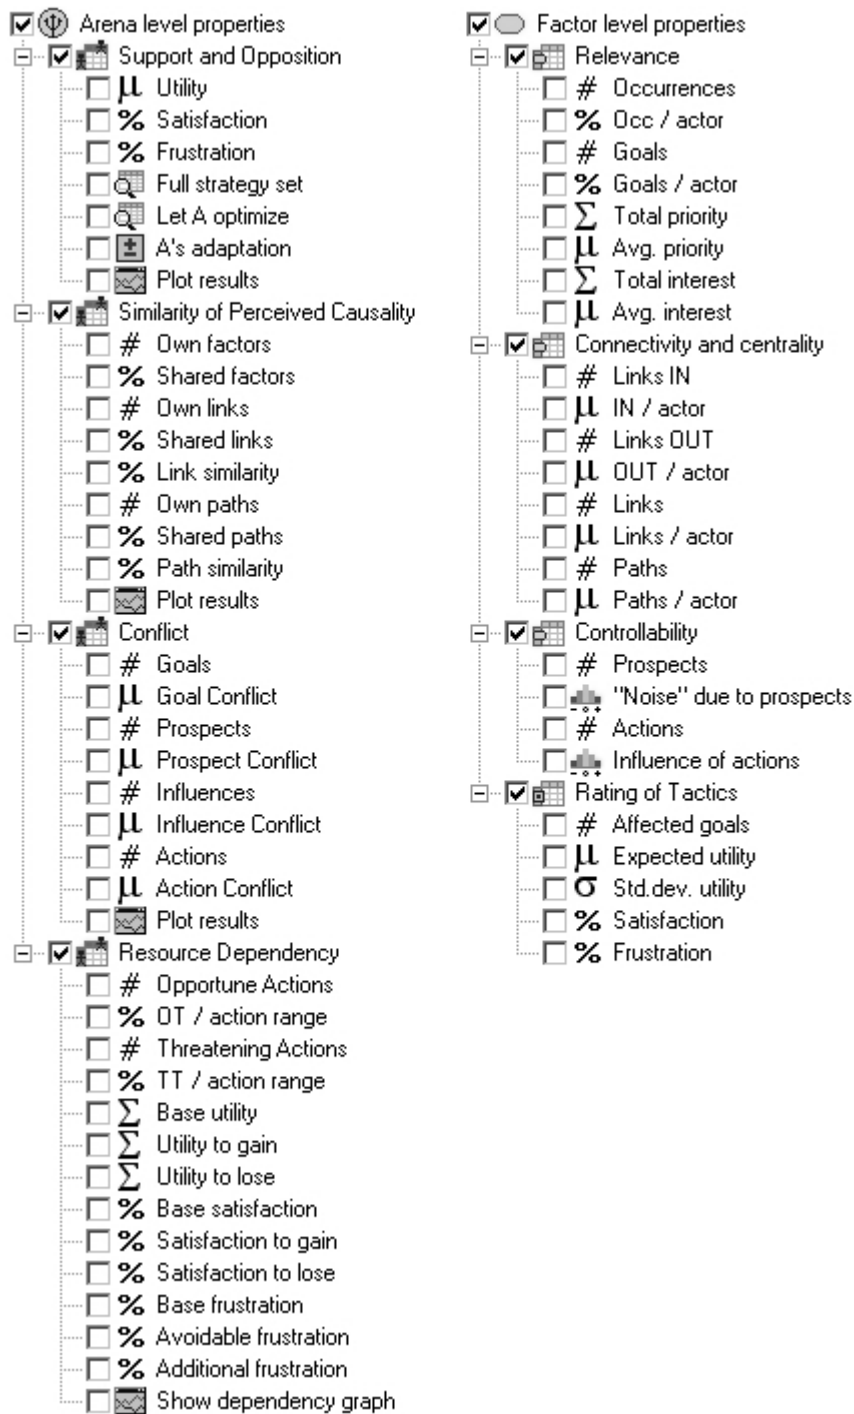 Arena level properties
Support and Opposition
µ Utility
% Satisfaction
% Frustration
Full strategy set
Let A optimize
± A's adaptation
Plot results
Similarity of Perceived Causality
# Own factors
% Shared factors
# Own links
% Shared links
% Link similarity
# Own paths
% Shared paths
% Path similarity
Plot results
Conflict
# Goals
µ Goal Conflict
# Prospects
µ Prospect Conflict
# Influences
µ Influence Conflict
# Actions
µ Action Conflict
Plot results
Resource Dependency
# Opportune Actions
% OT / action range
# Threatening Actions
% TT / action range
Σ Base utility
Σ Utility to gain
Σ Utility to lose
% Base satisfaction
% Satisfaction to gain
% Satisfaction to lose
% Base frustration
% Avoidable frustration
% Additional frustration
Show dependency graph
Factor level properties
Relevance
# Occurrences
% Occ / actor
# Goals
% Goals / actor
Σ Total priority
µ Avg. priority
Σ Total interest
µ Avg. interest
Connectivity and centrality
# Links IN
µ IN / actor
# Links OUT
µ OUT / actor
# Links
µ Links / actor
# Paths
µ Paths / actor
Controllability
# Prospects
"Noise" due to prospects
# Actions
Influence of actions
Rating of Tactics
# Affected goals
µ Expected utility
σ Std.dev. utility
% Satisfaction
% Frustration